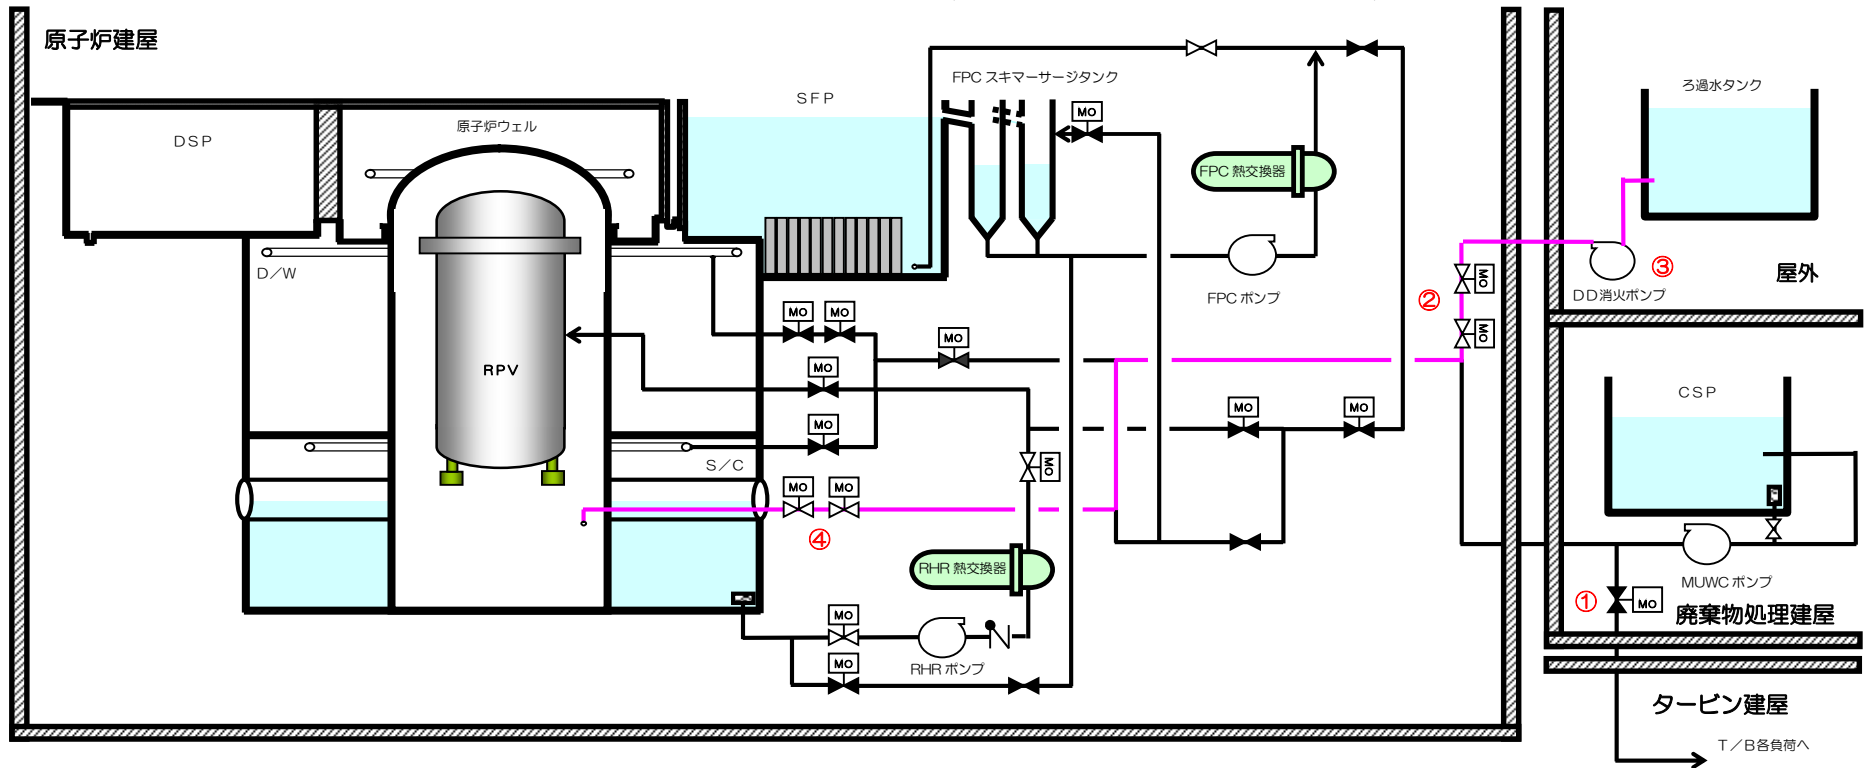 原子炉建屋
DSP
原子炉ウェル
SFP
FPC スキマーサージタンク
MO
FPC 熱交換器
ろ過水タンク
D/W
FPC ポンプ
②
MO
MO
③
DD消火ポンプ
屋外
MO
MO
MO
RPV
MO
CSP
MO
MO
MO
S/C
MO
MO
MO
④
RHR 熱交換器
MUWC ポンプ
①
MO
廃棄物処理建屋
MO
RHR ポンプ
MO
タービン建屋
T/B各負荷へ